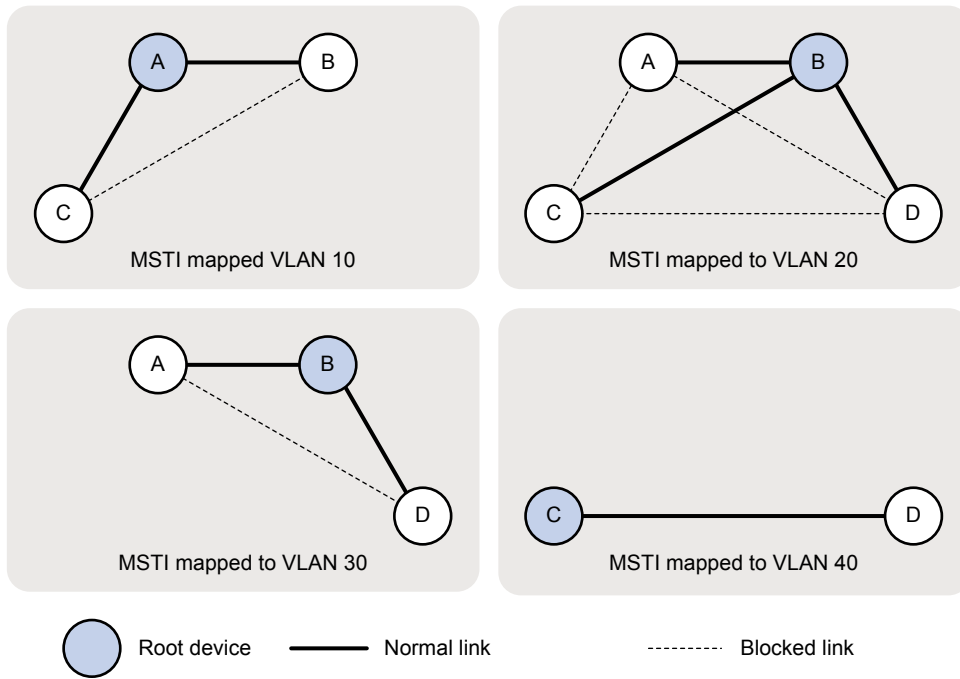 A
B
C
MSTI mapped VLAN 10
A
B
C
D
MSTI mapped to VLAN 20
A
B
D
MSTI mapped to VLAN 30
C
D
MSTI mapped to VLAN 40
Root device
Normal link
Blocked link